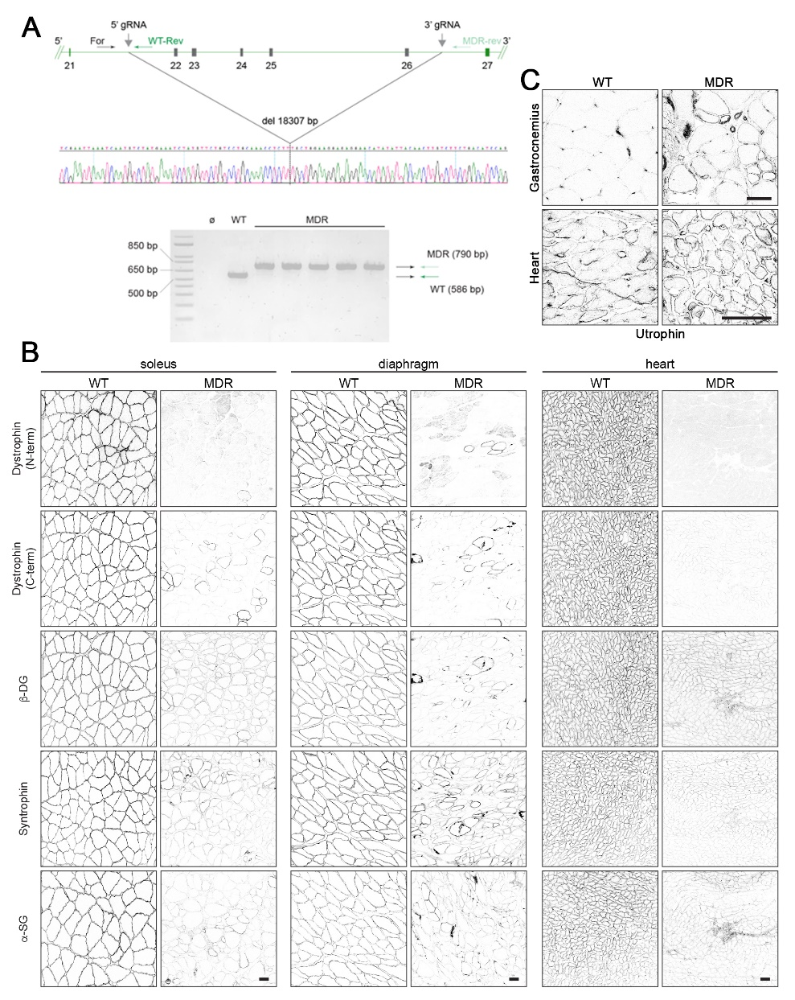 A
5' gRNA
3' gRNA
5'
For
WT-Rev
MDR-rev
3'
21
22
23
24
25
26
27
del 18307 bp
ø
WT
MDR
850 bp
650 bp
500 bp
MDR (790 bp)
WT (586 bp)
C
WT
MDR
Gastrocnemius
Heart
Utrophin
B
soleus
diaphragm
heart
WT
MDR
WT
MDR
WT
MDR
Dystrophin
(N-term)
Dystrophin
(C-term)
β-DG
Syntrophin
α-SG